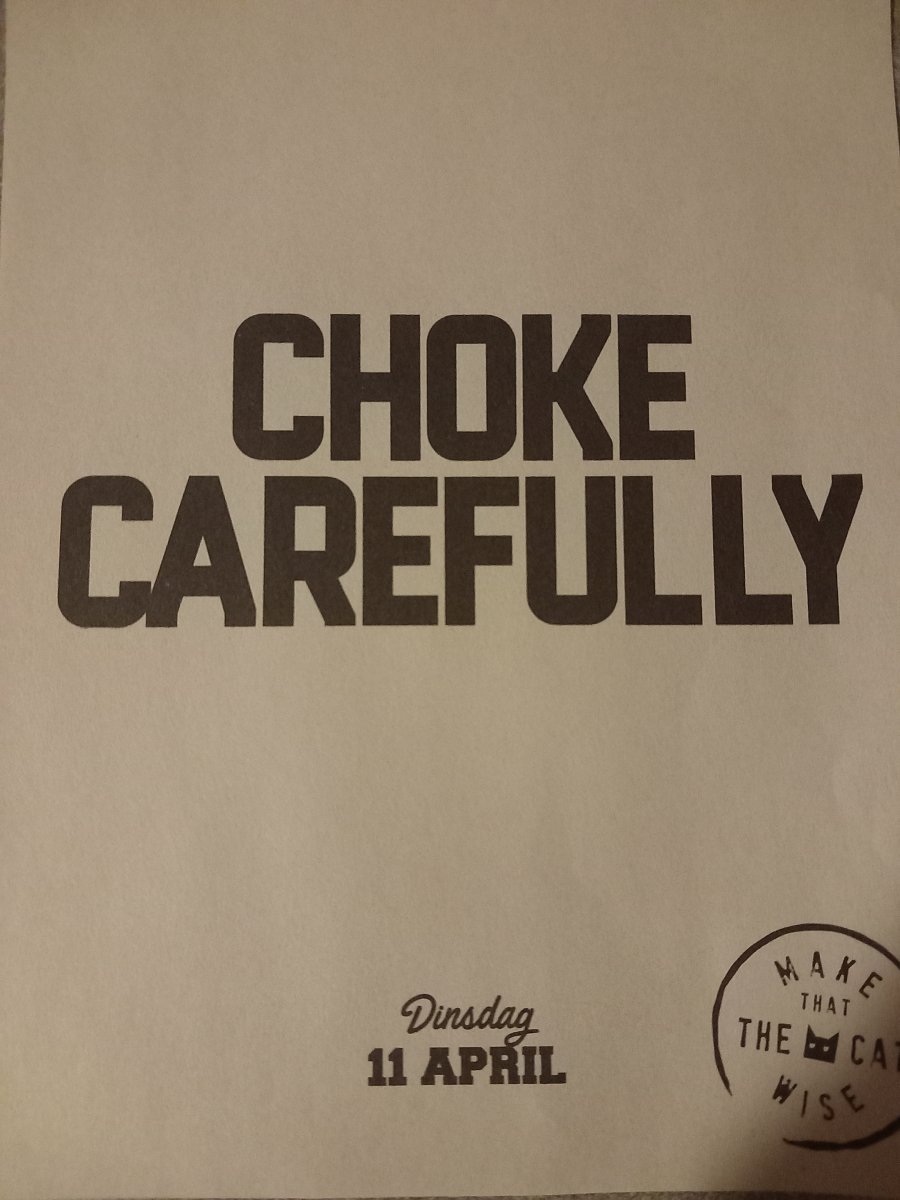 CHOKE
CAREFULLY
Dinsdag
11 APRIL
MAKE
THAT
THE CAT
WISE